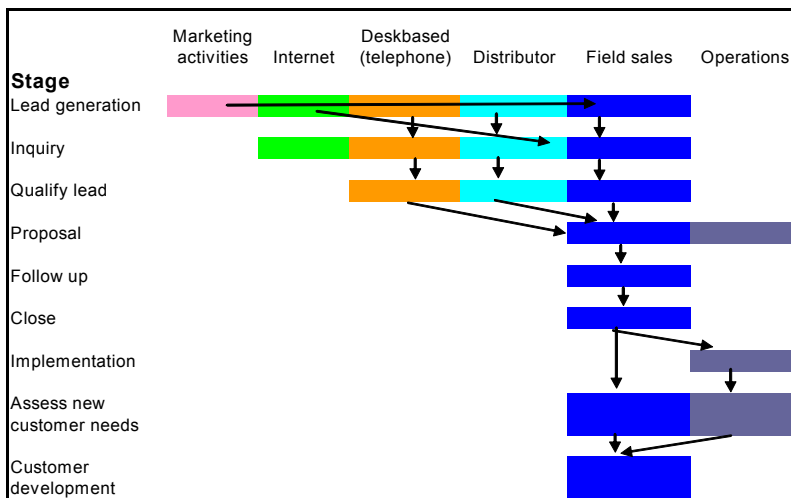 Marketing
activities
Internet
Deskbased
(telephone)
Distributor
Field sales
Operations
Stage
Lead generation
Inquiry
Qualify lead
Proposal
Follow up
Close
Implementation
Assess new
customer needs
Customer
development